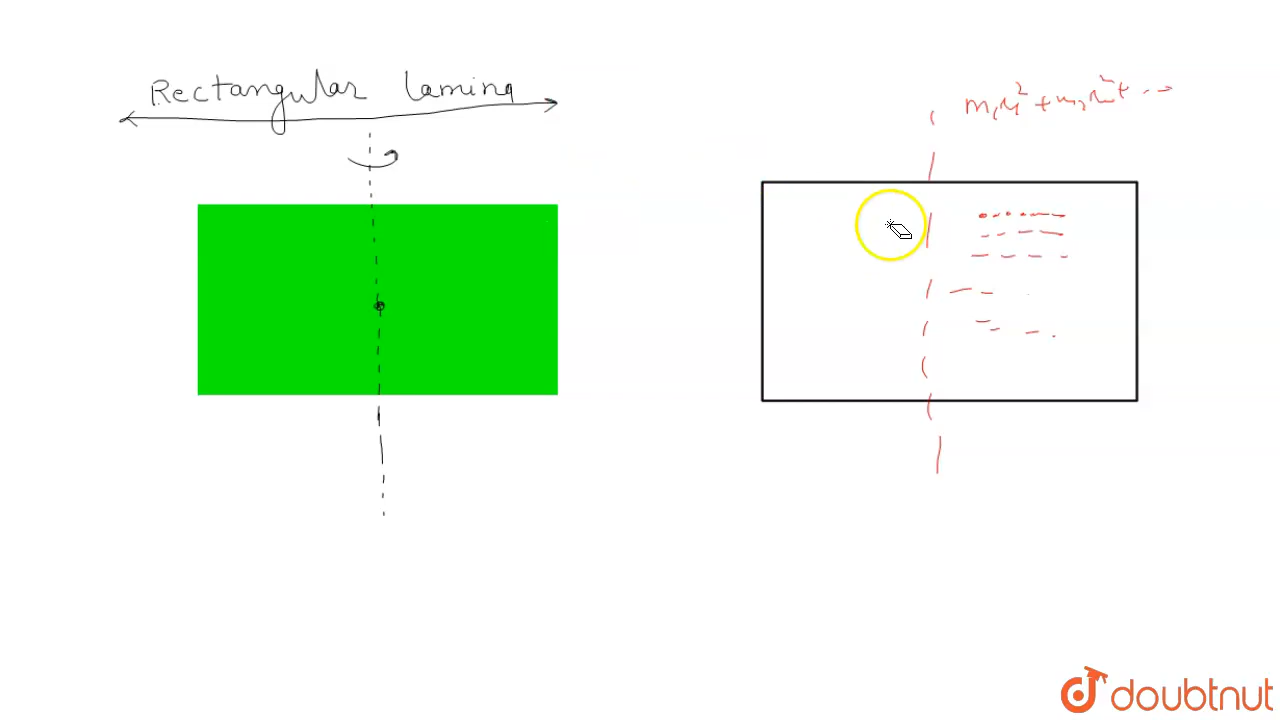 Rectangular lamina
m₁r₁² + m₂r₂² + ...
doubtnut